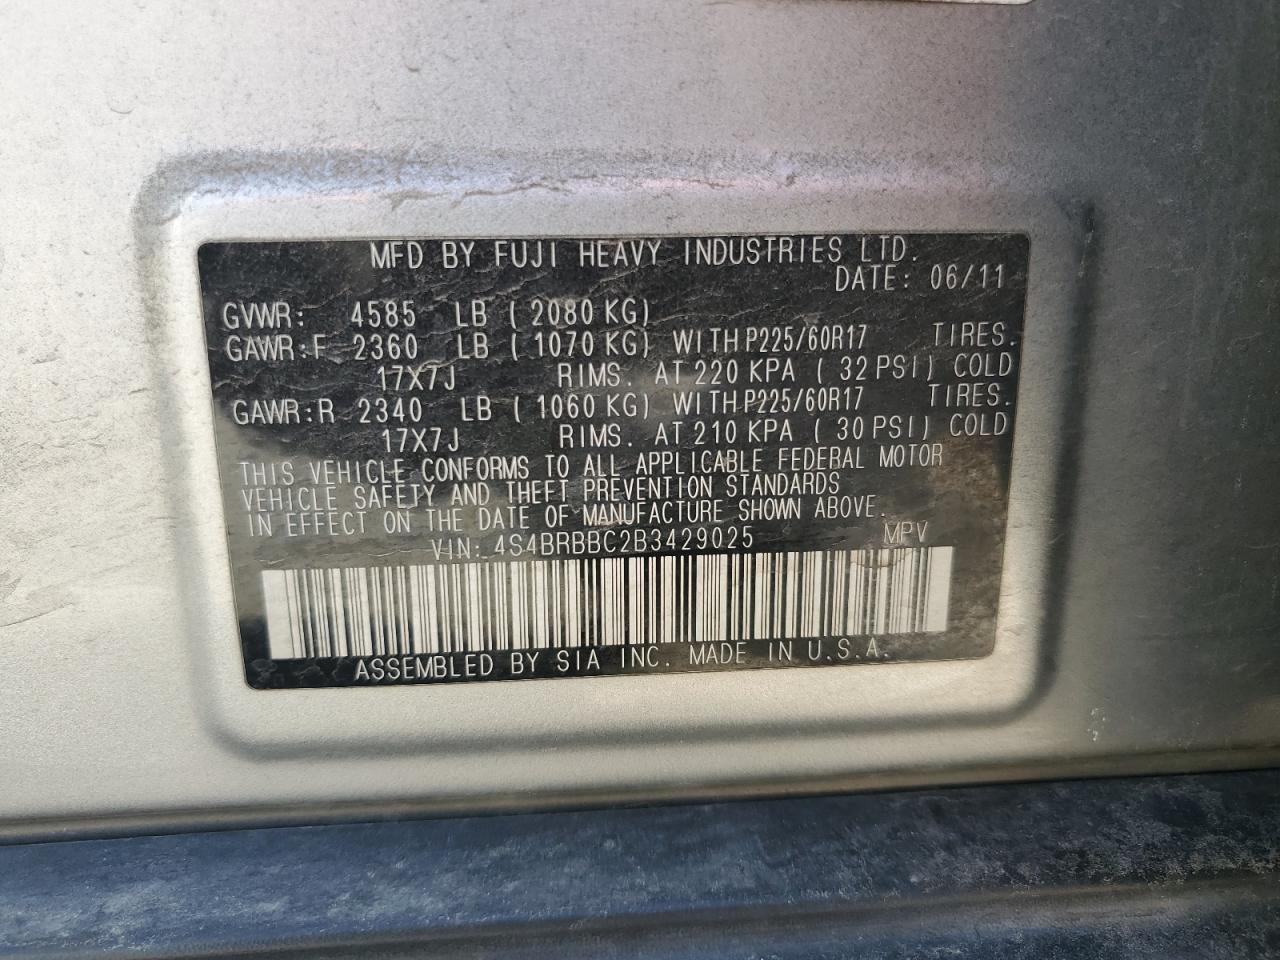 MFD BY FUJI HEAVY INDUSTRIES LTD.
DATE: 06/11
GVWR: 4585 LB ( 2080 KG)
GAWR:F 2360 LB ( 1070 KG) WITH P225/60R17 TIRES.
17X7J RIMS. AT 220 KPA ( 32 PSI) COLD
GAWR:R 2340 LB ( 1060 KG) WITH P225/60R17 TIRES.
17X7J RIMS. AT 210 KPA ( 30 PSI) COLD
THIS VEHICLE CONFORMS TO ALL APPLICABLE FEDERAL MOTOR
VEHICLE SAFETY AND THEFT PREVENTION STANDARDS
IN EFFECT ON THE DATE OF MANUFACTURE SHOWN ABOVE.
VIN: 4S4BRBBC2B3429025 MPV
ASSEMBLED BY SIA INC. MADE IN U.S.A.